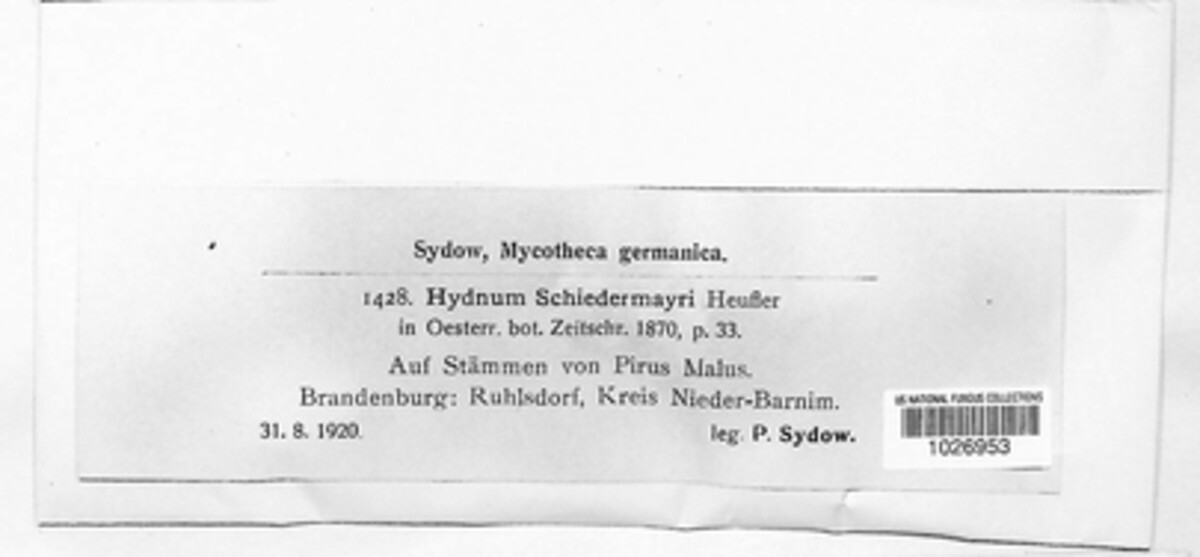 Sydow, Mycotheca germanica.
1428. Hydnum Schiedermayri Heufler
in Oesterr. bot. Zeitschr. 1870, p. 33.
Auf Stämmen von Pirus Malus.
Brandenburg: Ruhlsdorf, Kreis Nieder-Barnim.
31. 8. 1920. leg. P. Sydow.
US NATIONAL FUNGUS COLLECTIONS
1026953